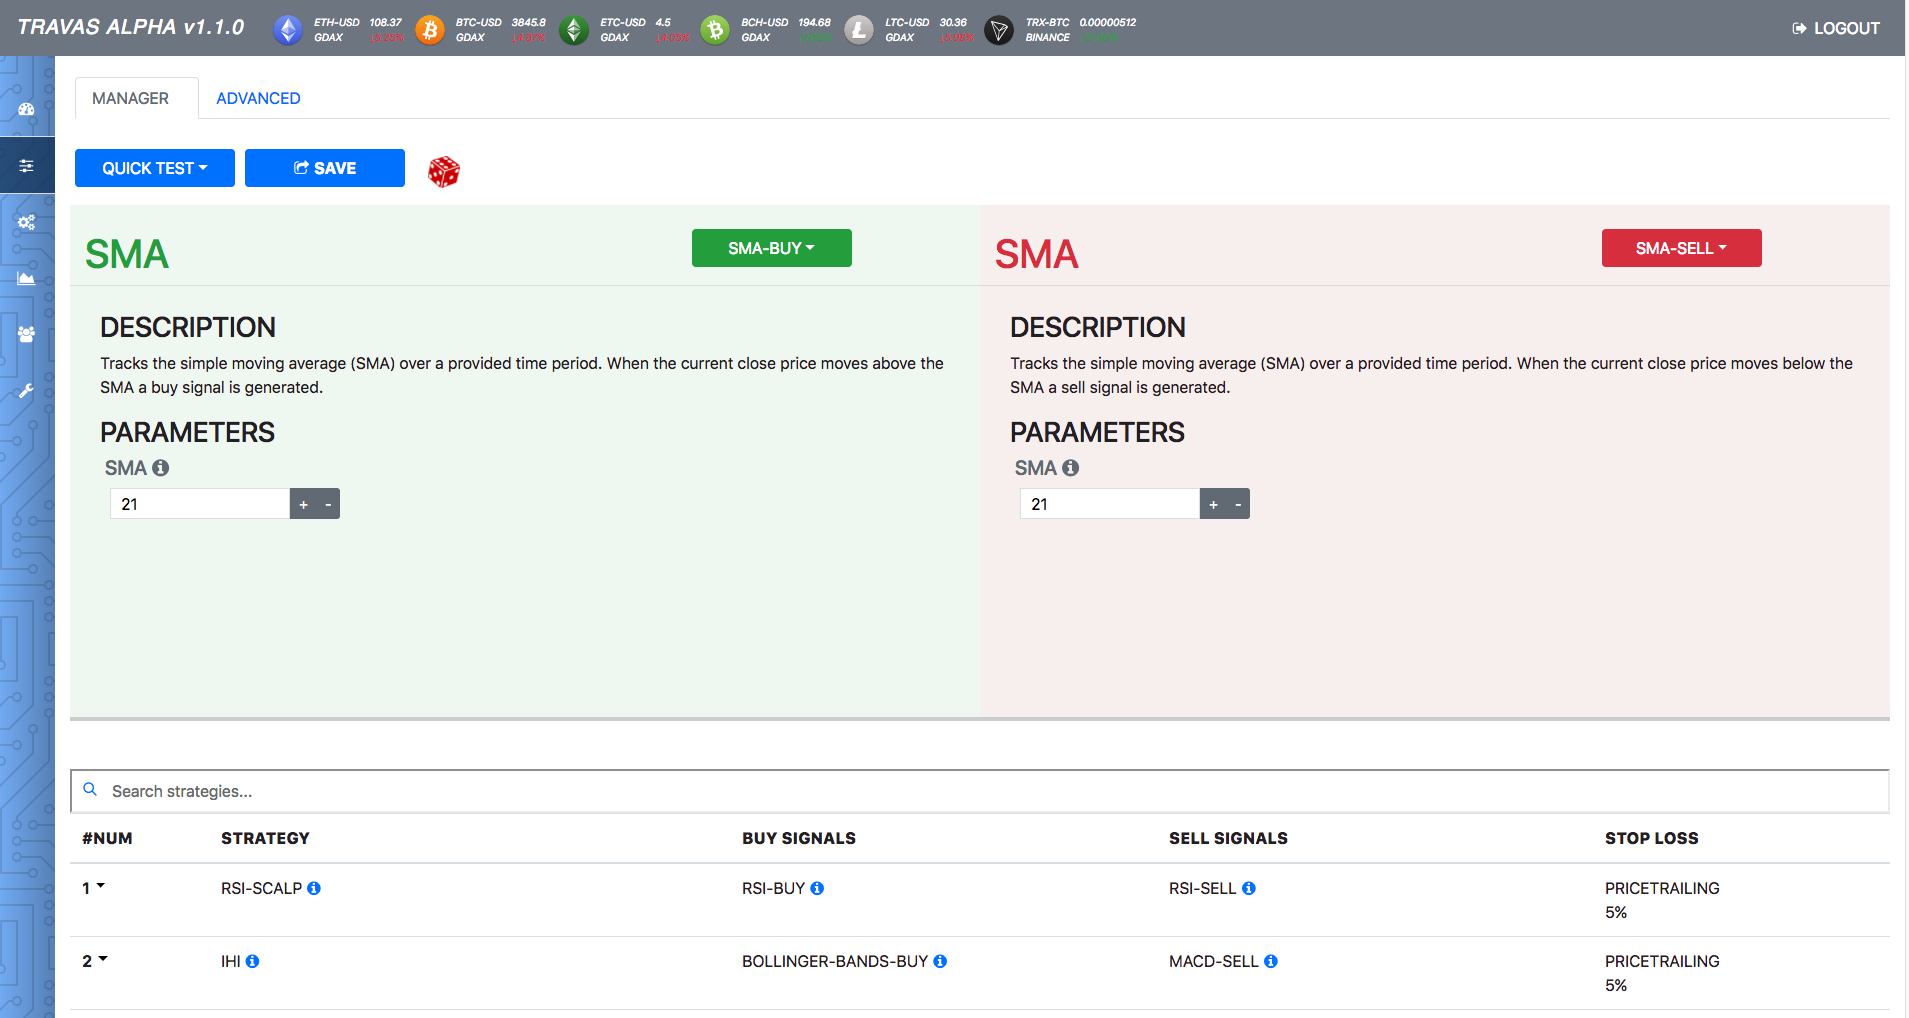 TRAVAS ALPHA v1.1.0
ETH-USD 108.37
GDAX
BTC-USD 3845.8
GDAX
ETC-USD 4.5
GDAX
BCH-USD 194.68
GDAX
LTC-USD 30.36
GDAX
TRX-BTC 0.00000512
BINANCE
LOGOUT
MANAGER ADVANCED
QUICK TEST SAVE
SMA SMA-BUY
DESCRIPTION
Tracks the simple moving average (SMA) over a provided time period. When the current close price moves above the
SMA a buy signal is generated.
PARAMETERS
SMA
21 + -
SMA SMA-SELL
DESCRIPTION
Tracks the simple moving average (SMA) over a provided time period. When the current close price moves below the
SMA a sell signal is generated.
PARAMETERS
SMA
21 + -
Search strategies...
#NUM STRATEGY BUY SIGNALS SELL SIGNALS STOP LOSS
1 RSI-SCALP RSI-BUY RSI-SELL PRICETRAILING
5%
2 IHI BOLLINGER-BANDS-BUY MACD-SELL PRICETRAILING
5%